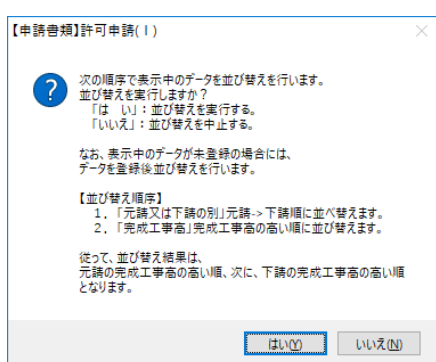 【申請書類】許可申請(Ⅰ)
次の順序で表示中のデータを並び替えを行います。
並び替えを実行しますか？
「は　い」：並び替えを実行する。
「いいえ」：並び替えを中止する。
なお、表示中のデータが未登録の場合には、
データを登録後並び替えを行います。
【並び替え順序】
１．「元請又は下請の別」元請->下請順に並べ替えます。
２．「完成工事高」完成工事高の高い順に並び替えます。
従って、並び替え結果は、
元請の完成工事高の高い順、次に、下請の完成工事高の高い順
となります。
はい(Y)
いいえ(N)